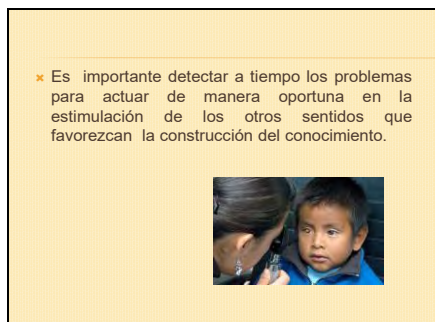 Es importante detectar a tiempo los problemas
para actuar de manera oportuna en la
estimulación de los otros sentidos que
favorezcan la construcción del conocimiento.